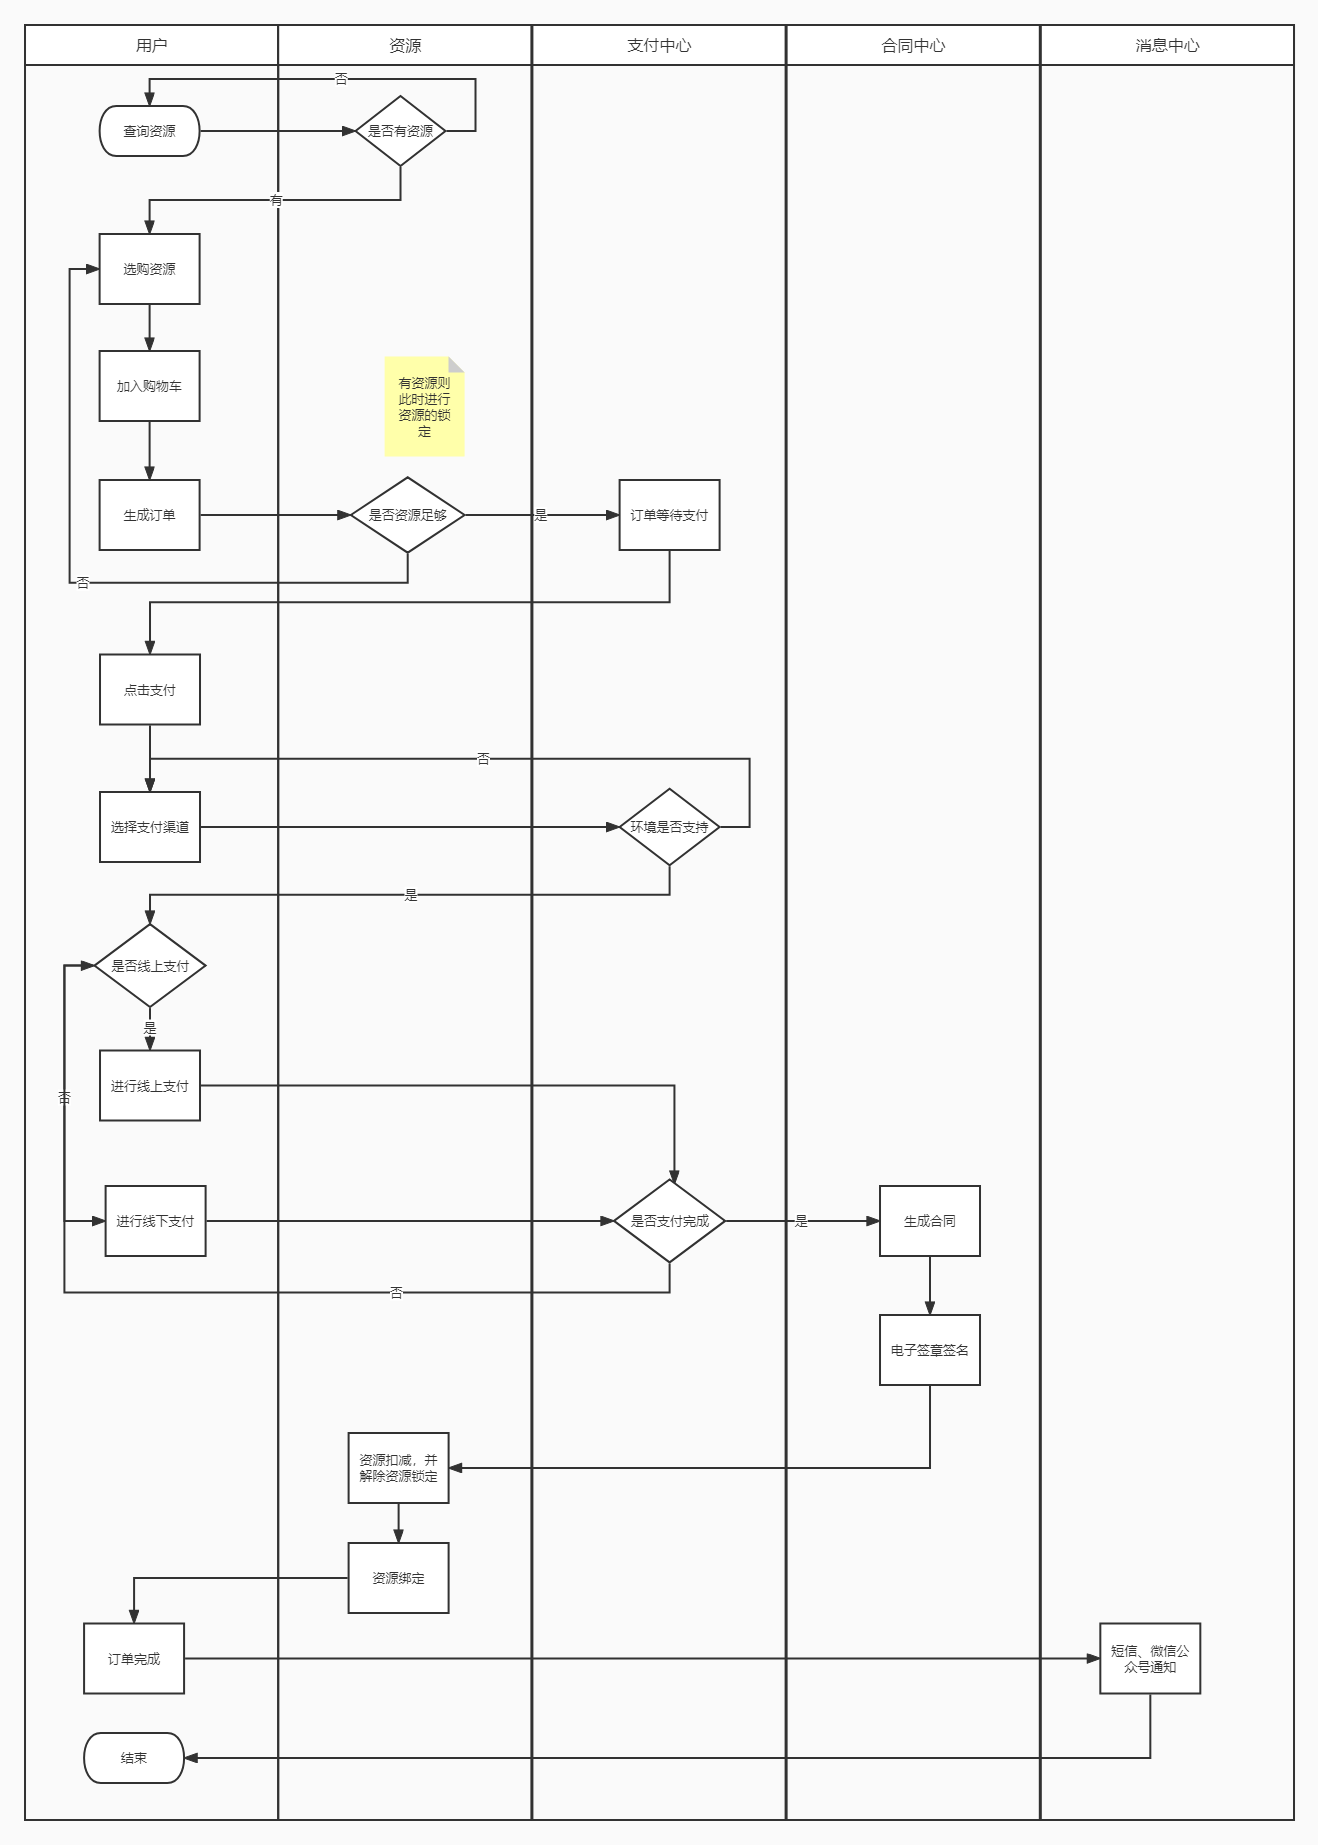 用户
资源
支付中心
合同中心
消息中心
否
查询资源
是否有资源
有
选购资源
加入购物车
有资源则
此时进行
资源的锁
定
生成订单
是否资源足够
是
订单等待支付
否
点击支付
否
选择支付渠道
环境是否支持
是
是否线上支付
是
进行线上支付
否
进行线下支付
是否支付完成
是
生成合同
否
电子签章签名
资源扣减，并
解除资源锁定
资源绑定
订单完成
短信、微信公
众号通知
结束